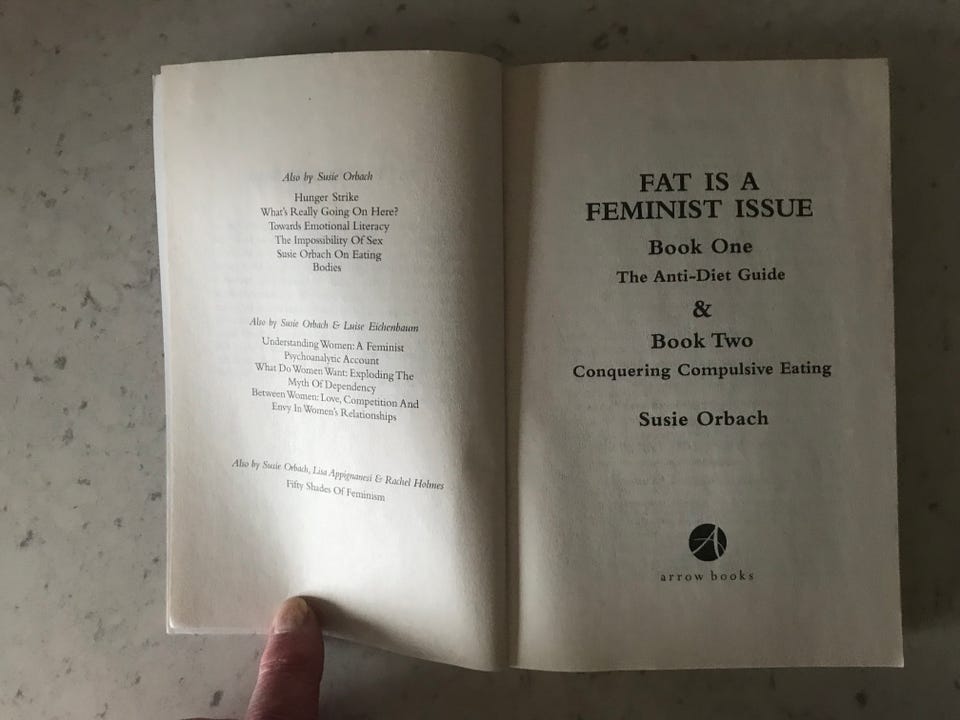 Also by Susie Orbach
Hunger Strike
What's Really Going On Here?
Towards Emotional Literacy
The Impossibility Of Sex
Susie Orbach On Eating
Bodies
Also by Susie Orbach & Luise Eichenbaum
Understanding Women: A Feminist
Psychoanalytic Account
What Do Women Want: Exploding The
Myth Of Dependency
Between Women: Love, Competition And
Envy In Women's Relationships
Also by Susie Orbach, Lisa Appignanesi & Rachel Holmes
Fifty Shades Of Feminism
FAT IS A
FEMINIST ISSUE
Book One
The Anti-Diet Guide
&
Book Two
Conquering Compulsive Eating
Susie Orbach
A
arrow books